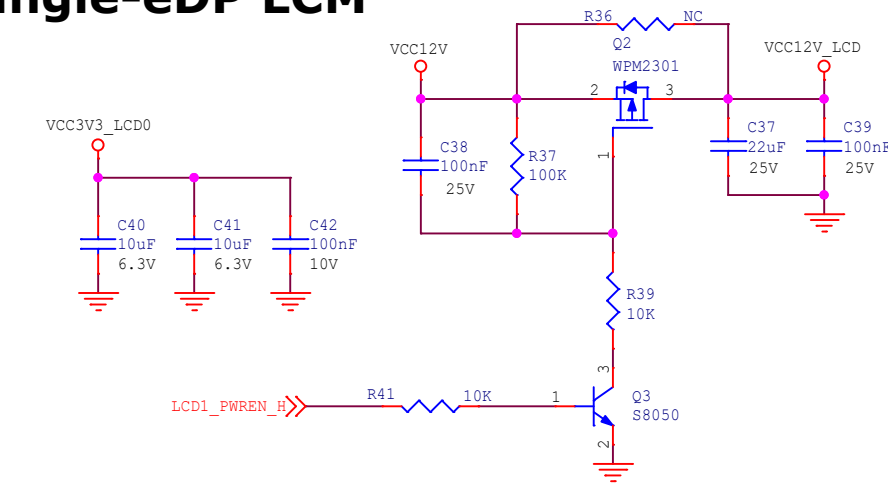 ngle-eDP LCM
R36 NC
Q2
WPM2301
VCC12V
VCC12V_LCD
2 3
1
C38
100nF
25V
R37
100K
C37
22uF
25V
C39
100nF
25V
VCC3V3_LCD0
C40
10uF
6.3V
C41
10uF
6.3V
C42
100nF
10V
R39
10K
3
LCD1_PWREN_H
R41 10K
1
Q3
S8050
2